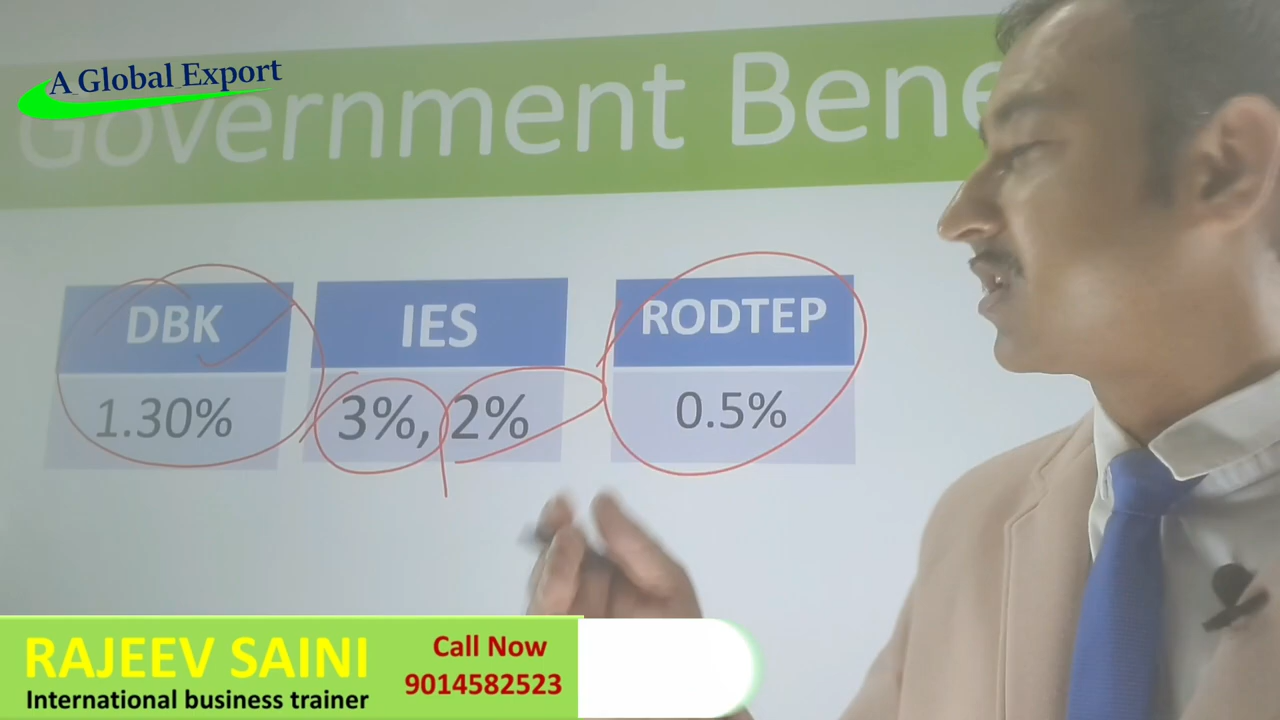 A Global Export
Government Bene
DBK
IES
RODTEP
1.30%
3%, 2%
0.5%
RAJEEV SAINI
International business trainer
Call Now
9014582523